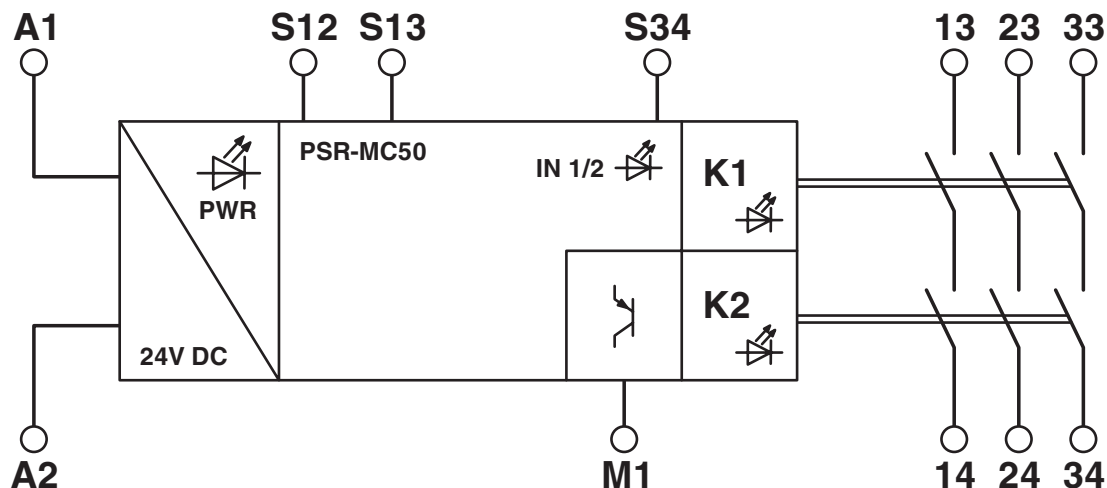 A1 S12 S13 S34 13 23 33
PSR-MC50
IN 1/2
K1
PWR
K2
24V DC
A2 M1 14 24 34